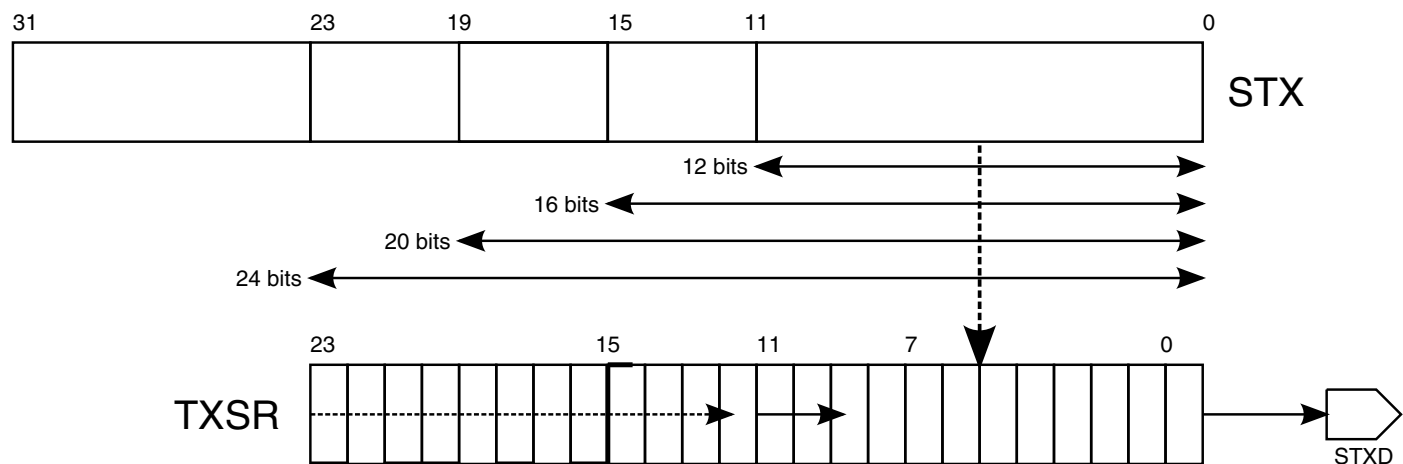 31 23 19 15 11 0
STX
12 bits
16 bits
20 bits
24 bits
23 15 11 7 0
TXSR
STXD